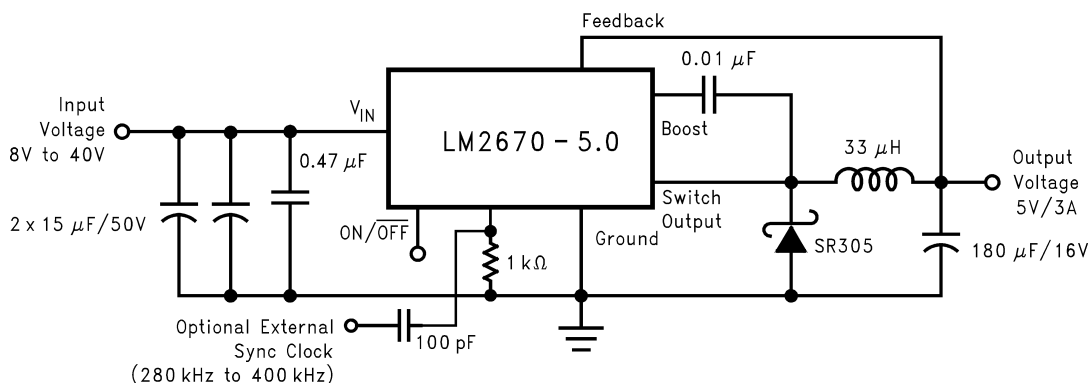 Feedback
0.01 μF
Input
Voltage
8V to 40V
VIN
LM2670 - 5.0
Boost
0.47 μF
33 μH
Output
Voltage
5V/3A
2 x 15 μF/50V
ON/OFF
Ground
Switch
Output
1 kΩ
SR305
180 μF/16V
Optional External
Sync Clock
(280 kHz to 400 kHz)
100 pF